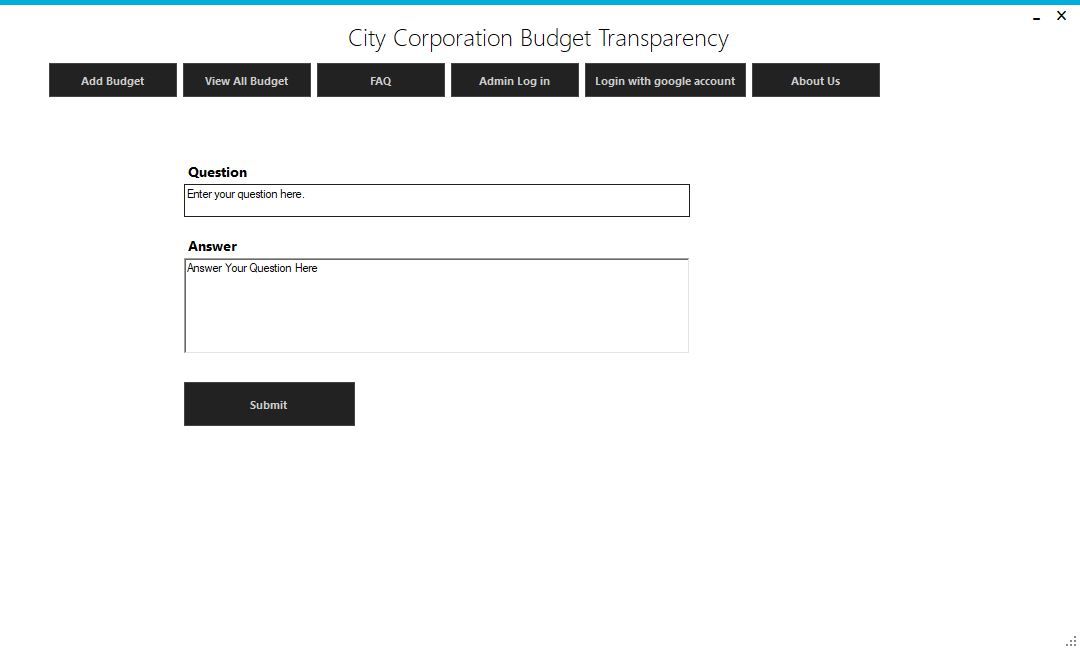 City Corporation Budget Transparency
Add Budget View All Budget FAQ Admin Log in Login with google account About Us
Question
Enter your question here.
Answer
Answer Your Question Here
Submit